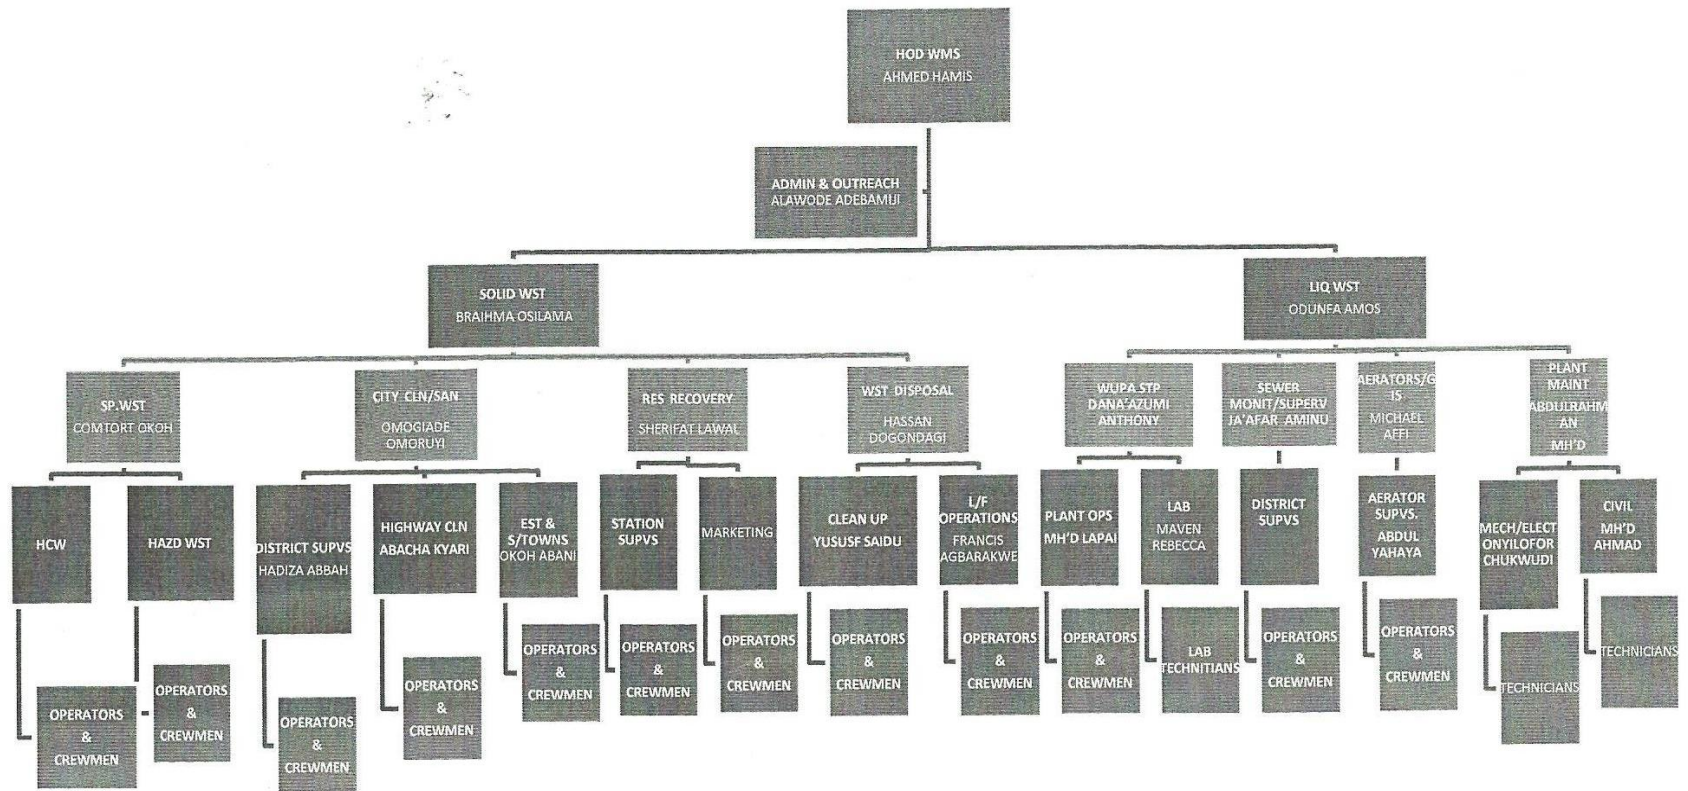 HOD WMS
AHMED HAMIS
ADMIN & OUTREACH
ALAWODE ADEBAMIJI
SOLID WST
BRAIHMA OSILAMA
LIQ WST
ODUNFA AMOS
SP.WST
COMTORT OKOH
CITY CLN/SAN
OMOGIADE
OMORUYI
RES RECOVERY
SHERIFAT LAWAL
WST DISPOSAL
HASSAN
DOGONDAGI
WUPA STP
DANA'AZUMI
ANTHONY
SEWER
MONIT/SUPERV
JA'AFAR AMINU
AERATORS/G
IS
MICHAEL
AFFI
PLANT
MAINT
ABDULRAHM
AN
MH'D
HCW
HAZD WST
DISTRICT SUPVS
HADIZA ABBAH
HIGHWAY CLN
ABACHA KYARI
EST &
S/TOWNS
OKOH ABANI
STATION
SUPVS
MARKETING
CLEAN UP
YUSUSF SAIDU
L/F
OPERATIONS
FRANCIS
AGBARAKWE
PLANT OPS
MH'D LAPAI
LAB
MAVEN
REBECCA
DISTRICT
SUPVS
AERATOR
SUPVS.
ABDUL
YAHAYA
MECH/ELECT
ONYILOFOR
CHUKWUDI
CIVIL
MH'D
AHMAD
OPERATORS
&
CREWMEN
OPERATORS
&
CREWMEN
OPERATORS
&
CREWMEN
OPERATORS
&
CREWMEN
OPERATORS
&
CREWMEN
OPERATORS
&
CREWMEN
OPERATORS
&
CREWMEN
OPERATORS
&
CREWMEN
OPERATORS
&
CREWMEN
OPERATORS
&
CREWMEN
LAB
TECHNITIANS
OPERATORS
&
CREWMEN
OPERATORS
&
CREWMEN
TECHNICIANS
TECHNICIANS